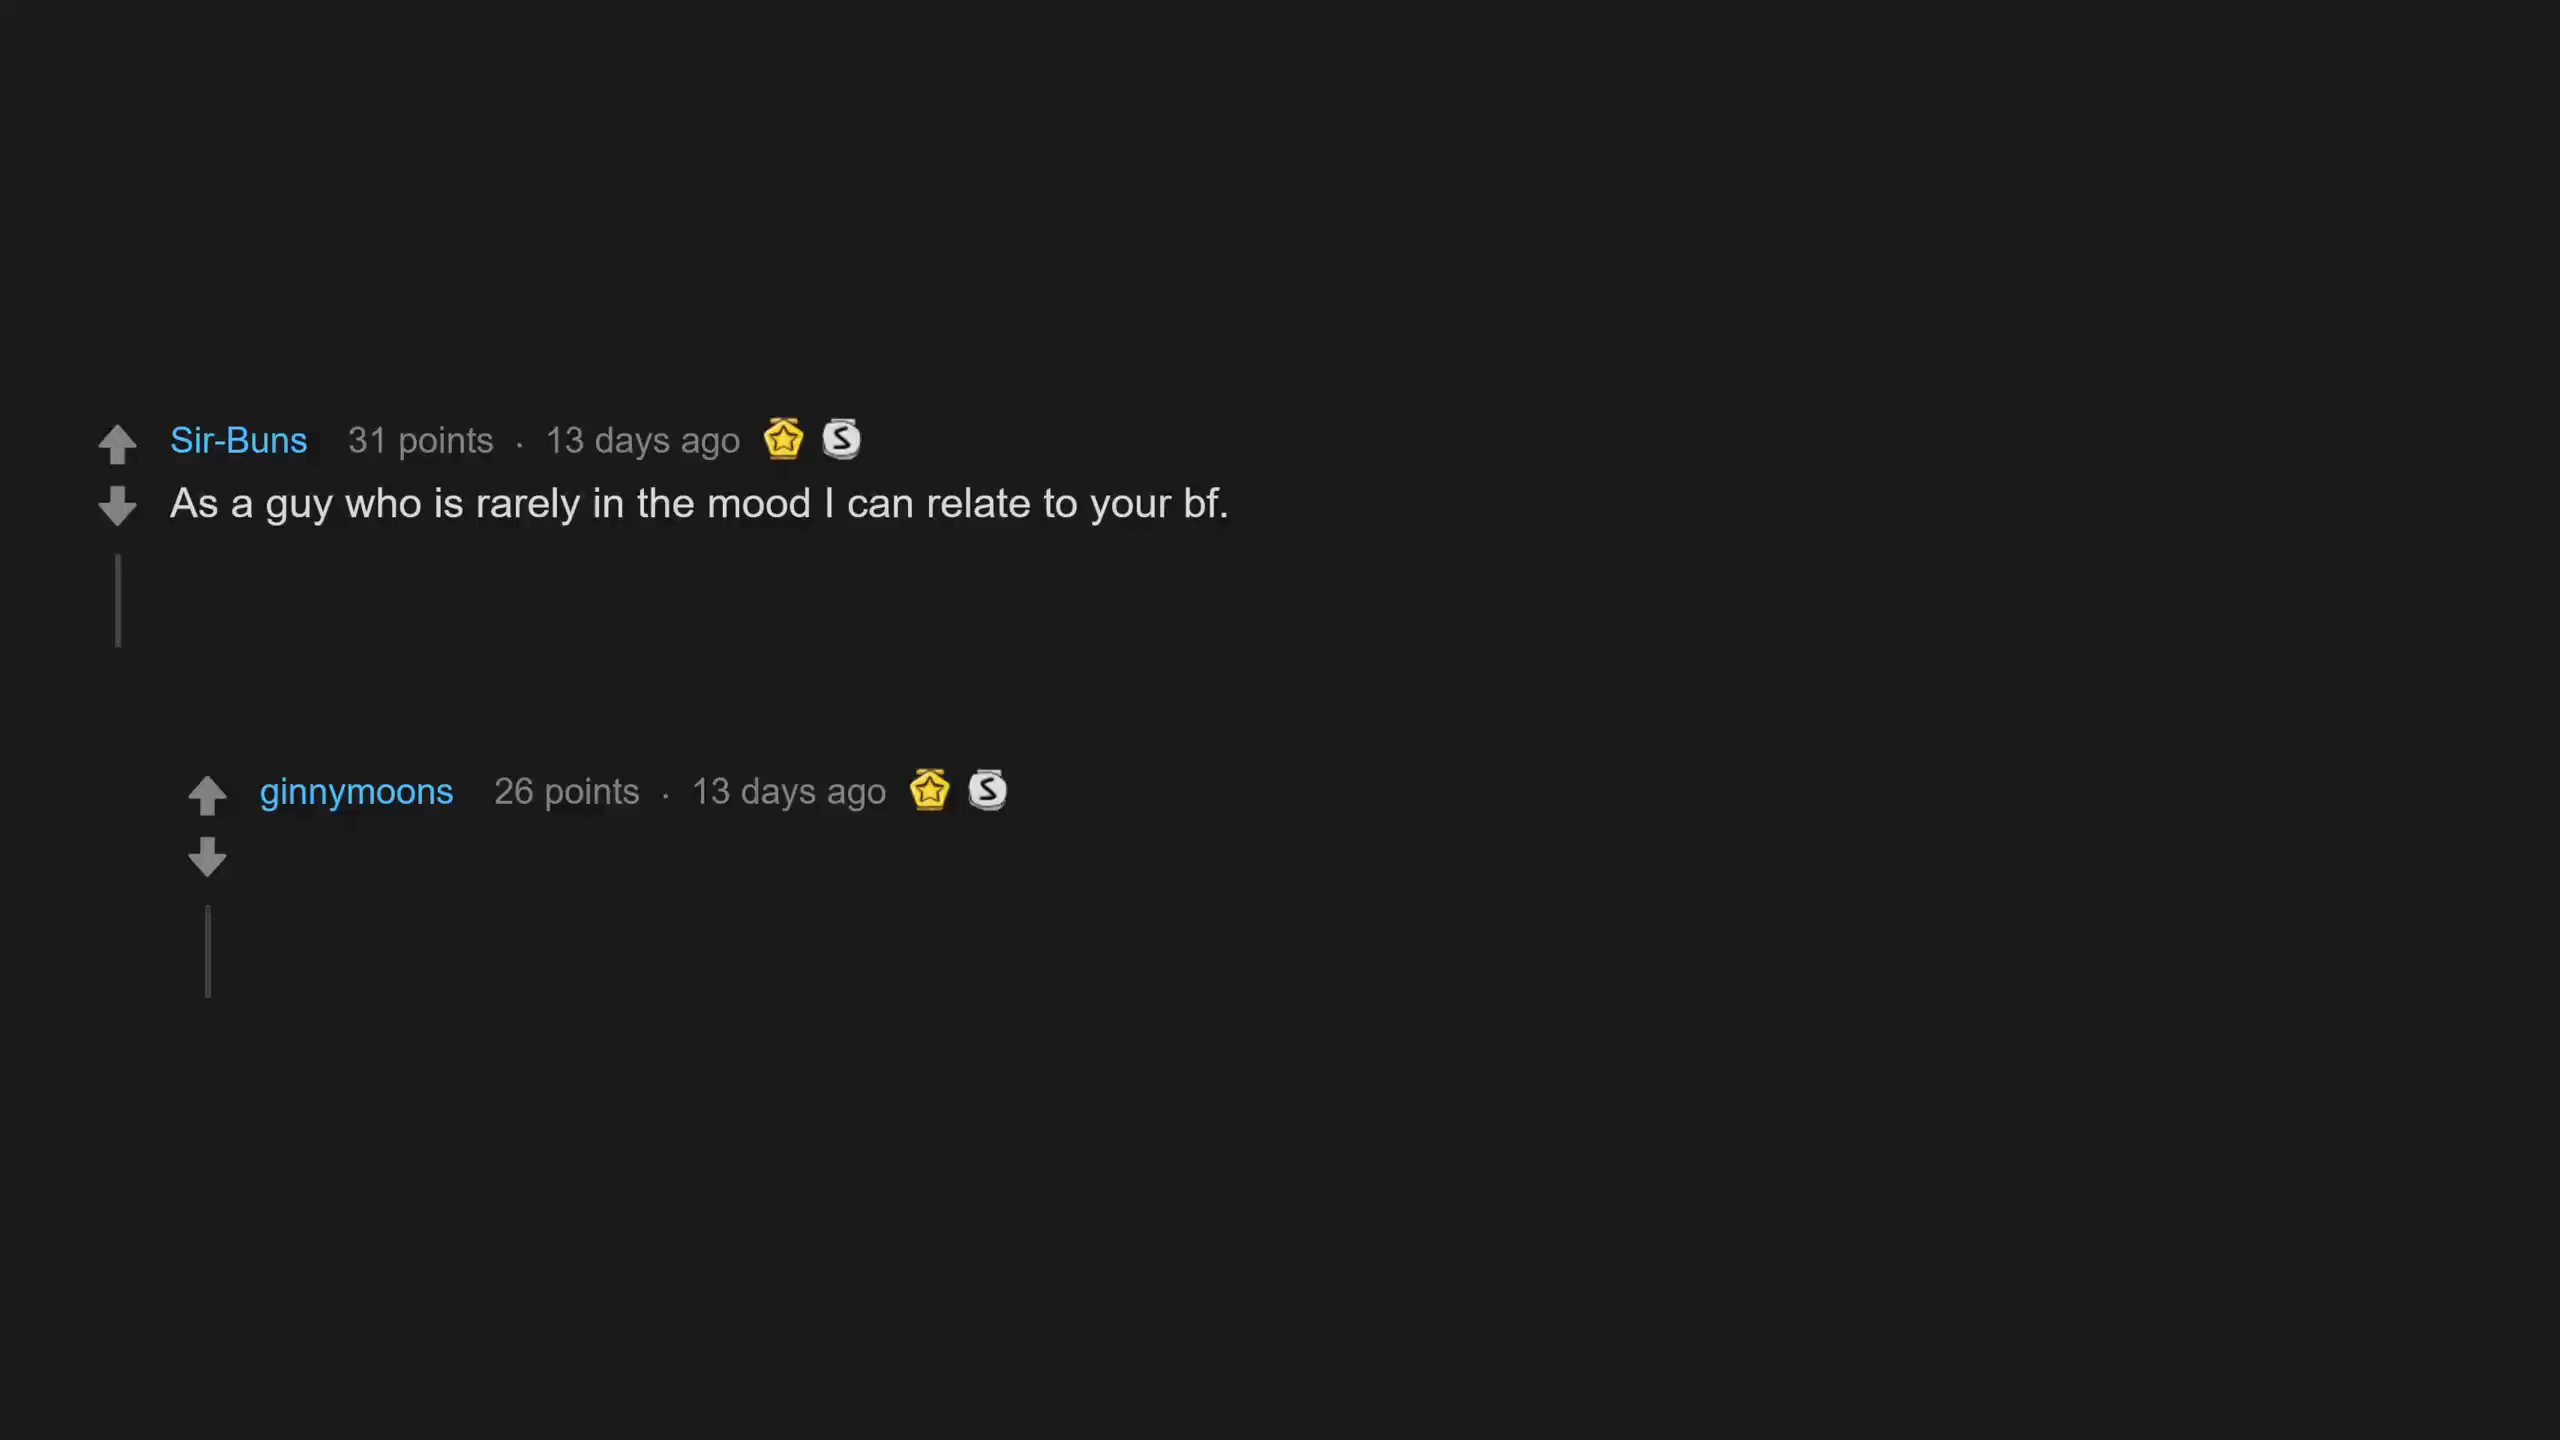 Sir-Buns 31 points · 13 days ago
As a guy who is rarely in the mood I can relate to your bf.
ginnymoons 26 points · 13 days ago